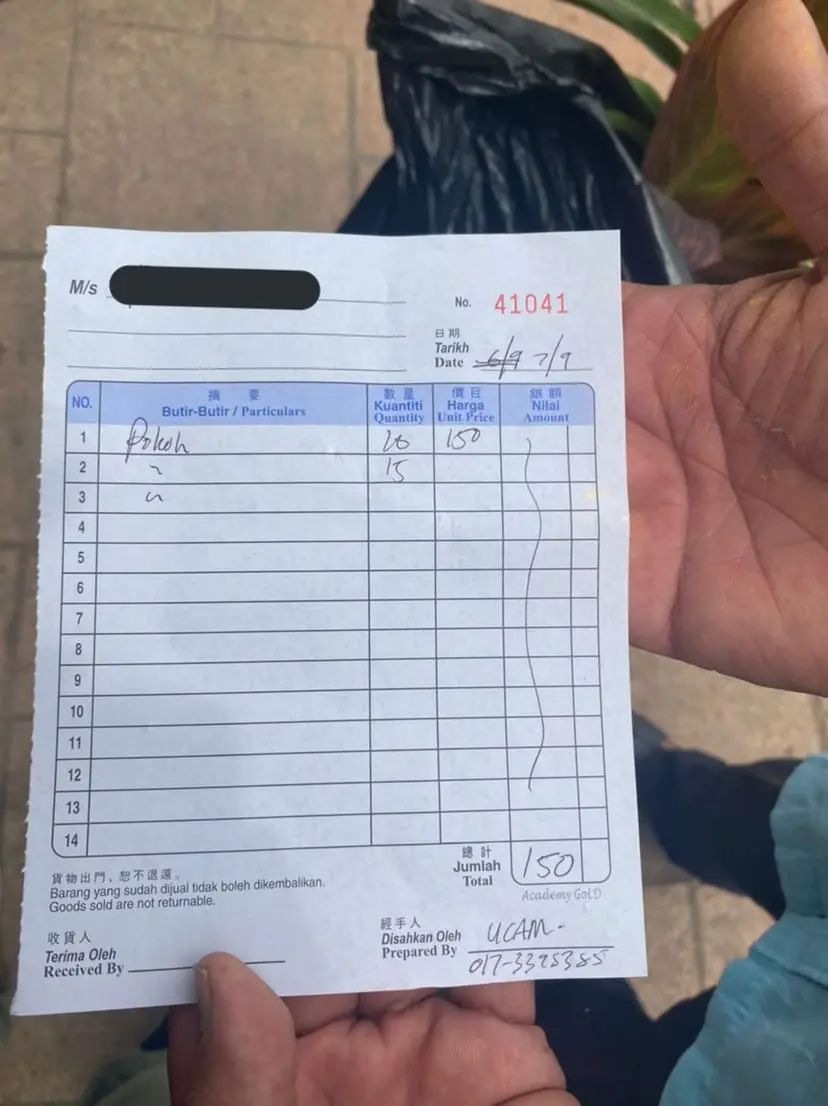 M/s
No. 41041
日期
Tarikh
Date 6/9 7/9
NO. 摘 要 Butir-Butir / Particulars 數量 Kuantiti Quantity 價目 Harga Unit Price 銀額 Nilai Amount
1 Pokok 20 150
2 〃 15
3 〃
4
5
6
7
8
9
10
11
12
13
14
總計
Jumlah
Total 150
Academy GoLD
貨物出門、恕不退還。
Barang yang sudah dijual tidak boleh dikembalikan.
Goods sold are not returnable.
收貨人
Terima Oleh
Received By
經手人
Disahkan Oleh
Prepared By UCAM-
017-3395385